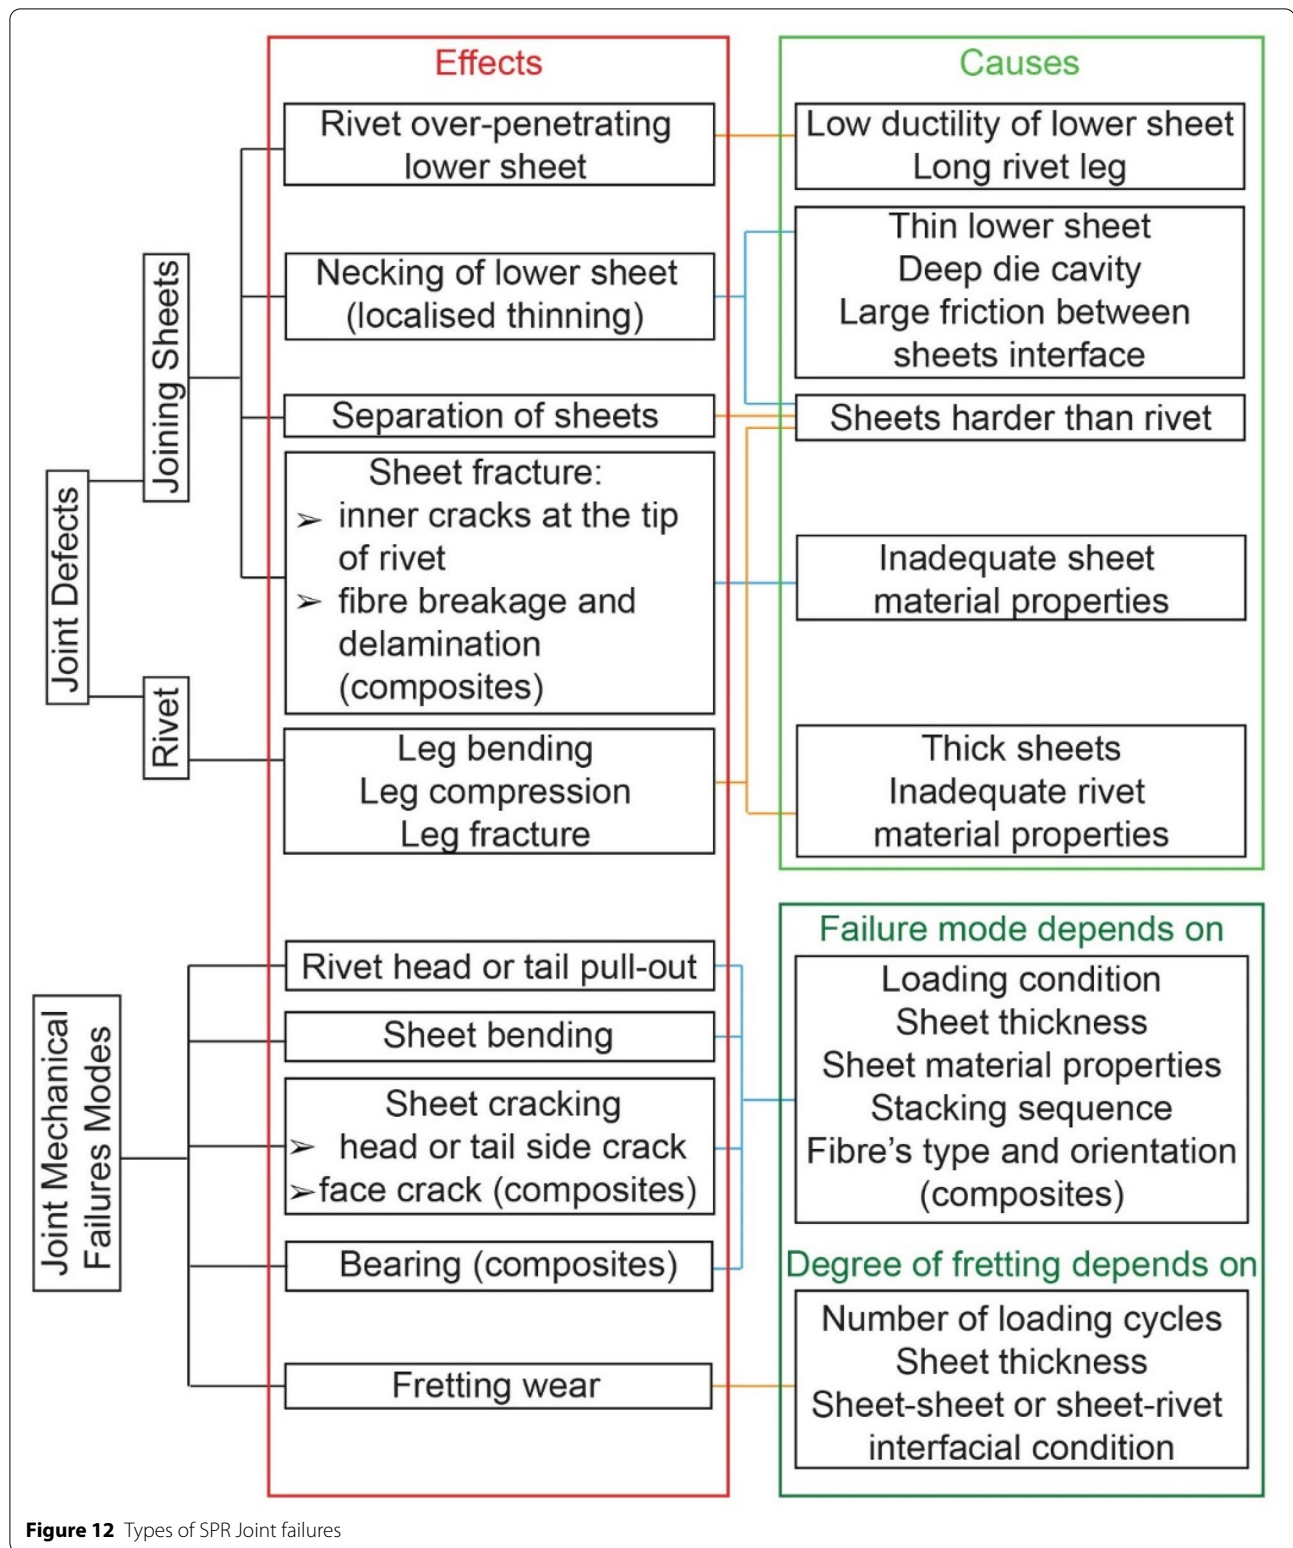 Effects
Causes
Joint Defects
Joining Sheets
Rivet over-penetrating
lower sheet
Low ductility of lower sheet
Long rivet leg
Necking of lower sheet
(localised thinning)
Thin lower sheet
Deep die cavity
Large friction between
sheets interface
Separation of sheets
Sheets harder than rivet
Sheet fracture:
➢ inner cracks at the tip
of rivet
➢ fibre breakage and
delamination
(composites)
Inadequate sheet
material properties
Rivet
Leg bending
Leg compression
Leg fracture
Thick sheets
Inadequate rivet
material properties
Joint Mechanical
Failures Modes
Rivet head or tail pull-out
Sheet bending
Sheet cracking
➢ head or tail side crack
➢face crack (composites)
Bearing (composites)
Failure mode depends on
Loading condition
Sheet thickness
Sheet material properties
Stacking sequence
Fibre's type and orientation
(composites)
Fretting wear
Degree of fretting depends on
Number of loading cycles
Sheet thickness
Sheet-sheet or sheet-rivet
interfacial condition
Figure 12 Types of SPR Joint failures